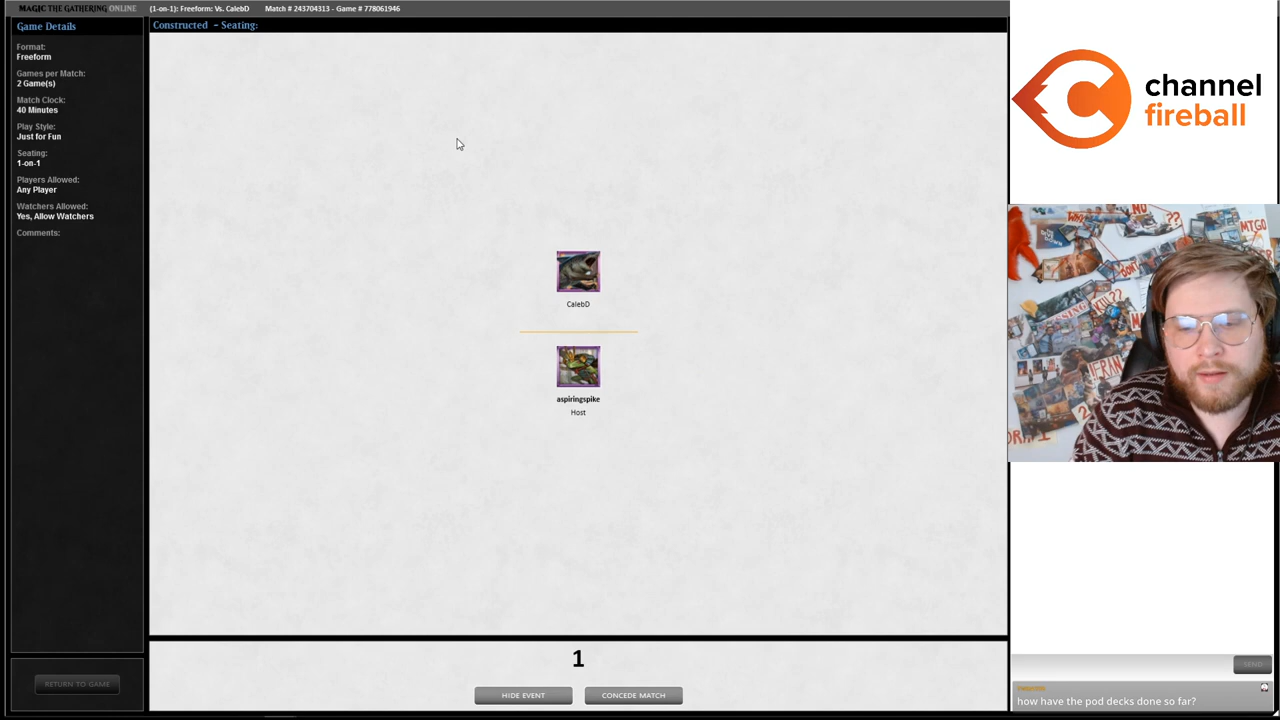 MAGIC THE GATHERING ONLINE
(1-on-1): Freeform: Vs. CalebD
Match # 243704313 - Game # 778061946
Game Details
Constructed - Seating:
Format:
Freeform
Games per Match:
2 Game(s)
Match Clock:
40 Minutes
Play Style:
Just for Fun
Seating:
1-on-1
Players Allowed:
Any Player
Watchers Allowed:
Yes, Allow Watchers
Comments:
CalebD
aspiringspike
Host
1
RETURN TO GAME
HIDE EVENT
CONCEDE MATCH
channel
fireball
MTGO
SEND
how have the pod decks done so far?